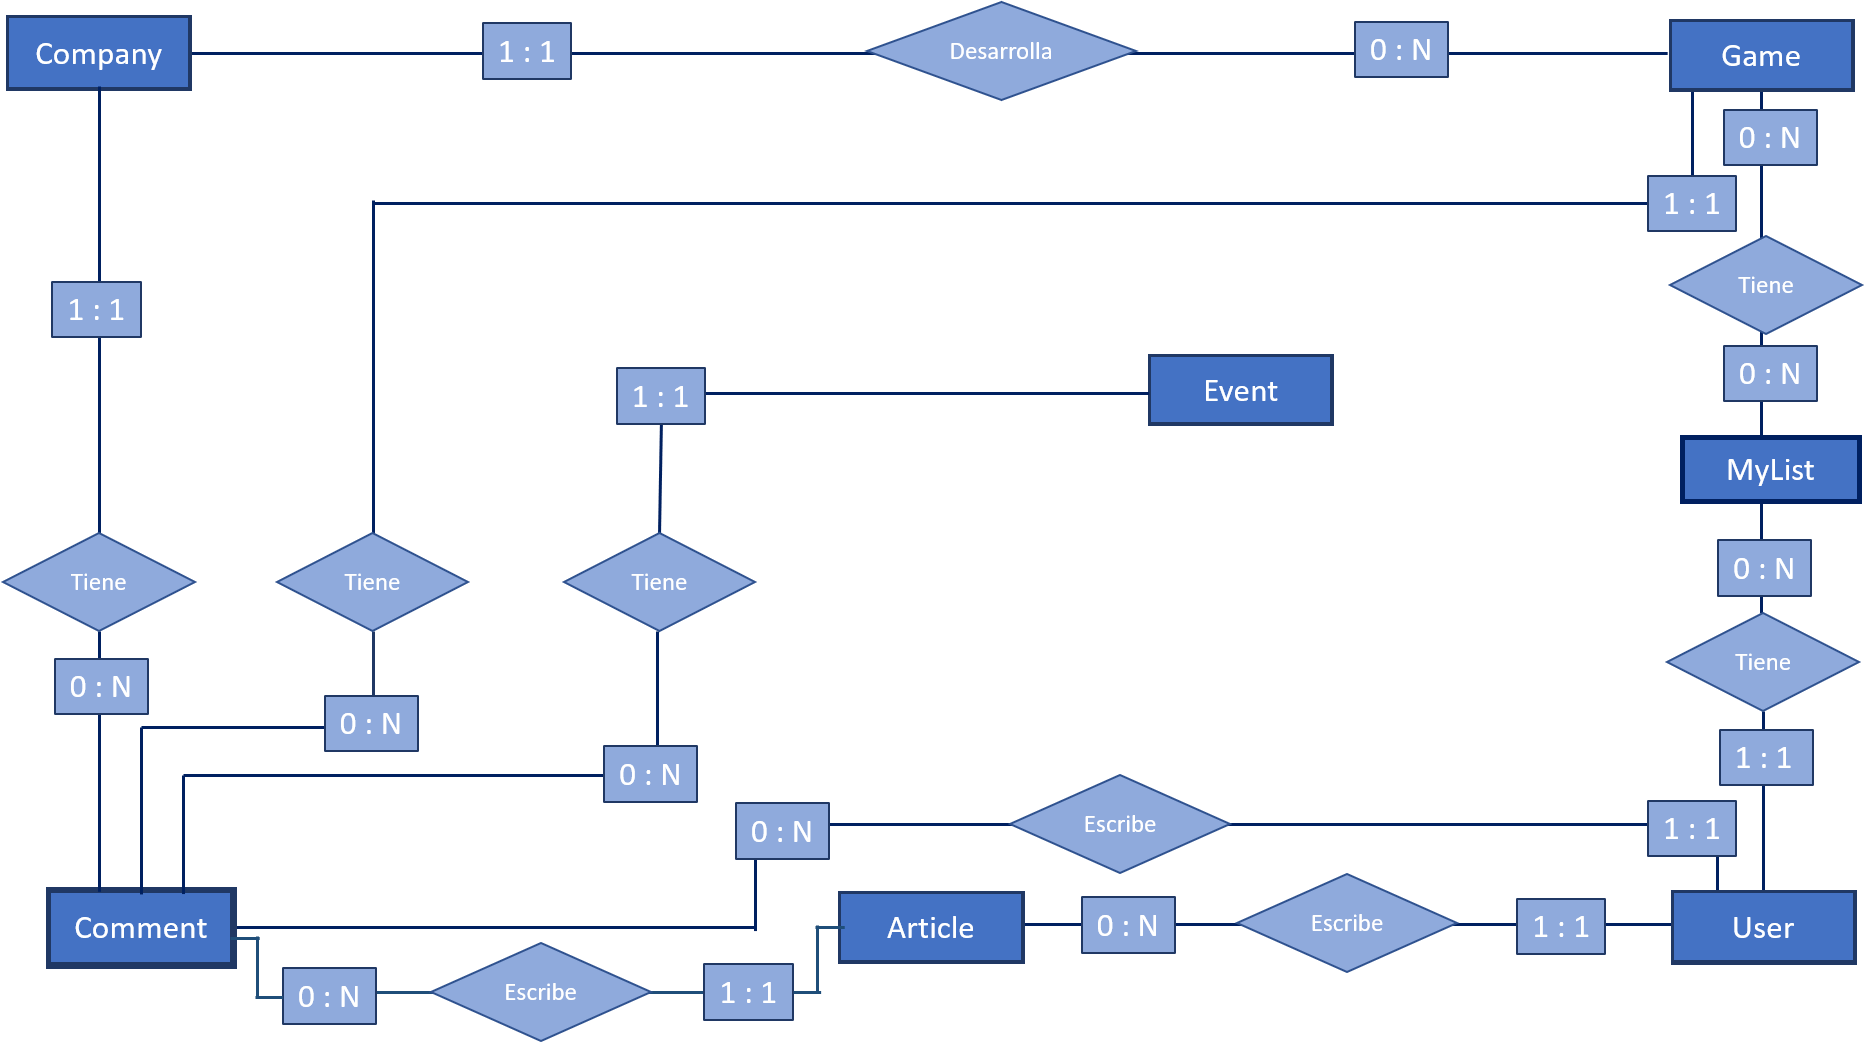 Company
1 : 1
Desarrolla
0 : N
Game
0 : N
1 : 1
Tiene
1 : 1
0 : N
Event
1 : 1
MyList
0 : N
Tiene
Tiene
Tiene
Tiene
0 : N
0 : N
1 : 1
0 : N
0 : N
Escribe
1 : 1
Comment
Article
0 : N
Escribe
1 : 1
User
0 : N
Escribe
1 : 1